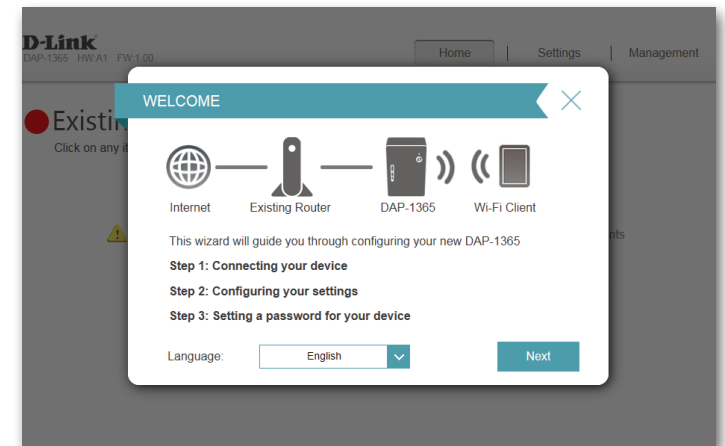 D-Link
DAP-1365 HW:A1 FW:1.00
Home
Settings
Management
Click on any it
WELCOME
Internet
Existing Router
DAP-1365
Wi-Fi Client
This wizard will guide you through configuring your new DAP-1365
Step 1: Connecting your device
Step 2: Configuring your settings
Step 3: Setting a password for your device
Language:
English
Next